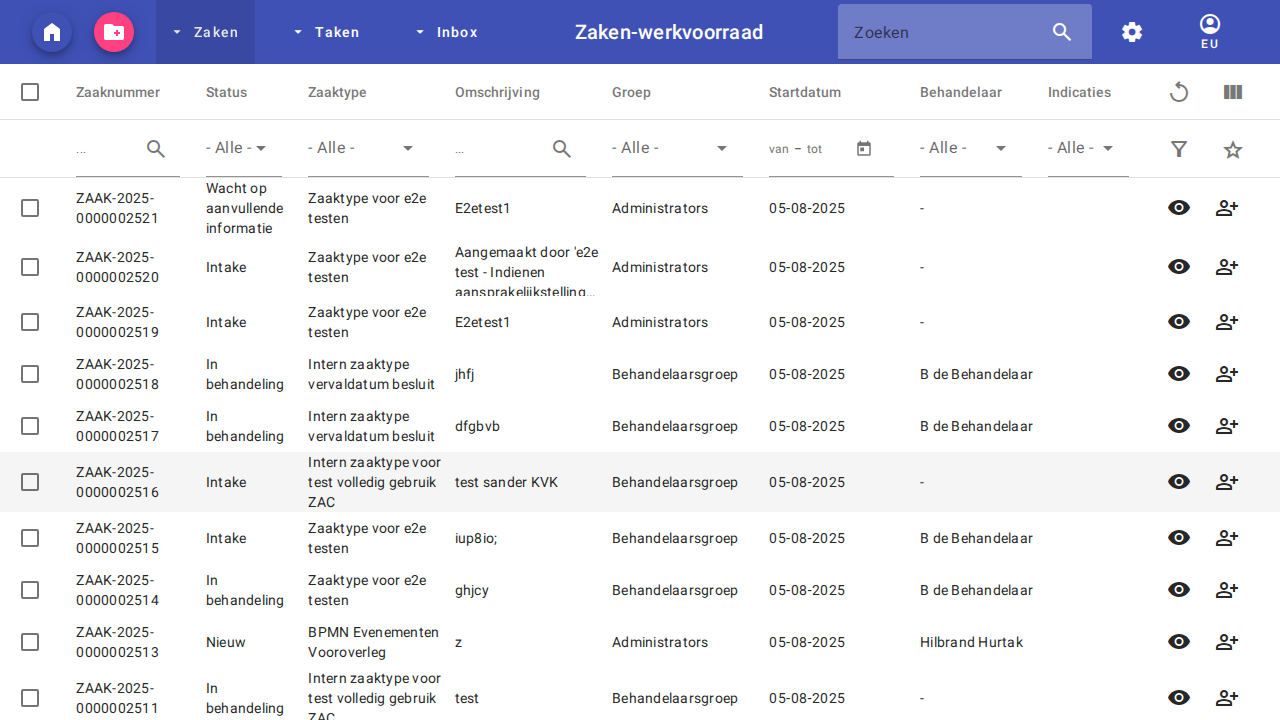 Zaken
Taken
Inbox
Zaken-werkvoorraad
Zoeken
EU
Zaaknummer Status Zaaktype Omschrijving Groep Startdatum Behandelaar Indicaties
... - Alle - - Alle - ... - Alle - van – tot - Alle - - Alle -
ZAAK-2025-
0000002521
Wacht op
aanvullende
informatie
Zaaktype voor e2e
testen
E2etest1
Administrators
05-08-2025
-
ZAAK-2025-
0000002520
Intake
Zaaktype voor e2e
testen
Aangemaakt door 'e2e
test - Indienen
aansprakelijkstelling...
Administrators
05-08-2025
-
ZAAK-2025-
0000002519
Intake
Zaaktype voor e2e
testen
E2etest1
Administrators
05-08-2025
-
ZAAK-2025-
0000002518
In
behandeling
Intern zaaktype
vervaldatum besluit
jhfj
Behandelaarsgroep
05-08-2025
B de Behandelaar
ZAAK-2025-
0000002517
In
behandeling
Intern zaaktype
vervaldatum besluit
dfgbvb
Behandelaarsgroep
05-08-2025
B de Behandelaar
ZAAK-2025-
0000002516
Intake
Intern zaaktype voor
test volledig gebruik
ZAC
test sander KVK
Behandelaarsgroep
05-08-2025
-
ZAAK-2025-
0000002515
Intake
Zaaktype voor e2e
testen
iup8io;
Behandelaarsgroep
05-08-2025
B de Behandelaar
ZAAK-2025-
0000002514
In
behandeling
Zaaktype voor e2e
testen
ghjcy
Behandelaarsgroep
05-08-2025
B de Behandelaar
ZAAK-2025-
0000002513
Nieuw
BPMN Evenementen
Vooroverleg
z
Administrators
05-08-2025
Hilbrand Hurtak
ZAAK-2025-
0000002511
In
behandeling
Intern zaaktype voor
test volledig gebruik
ZAC
test
Behandelaarsgroep
05-08-2025
-